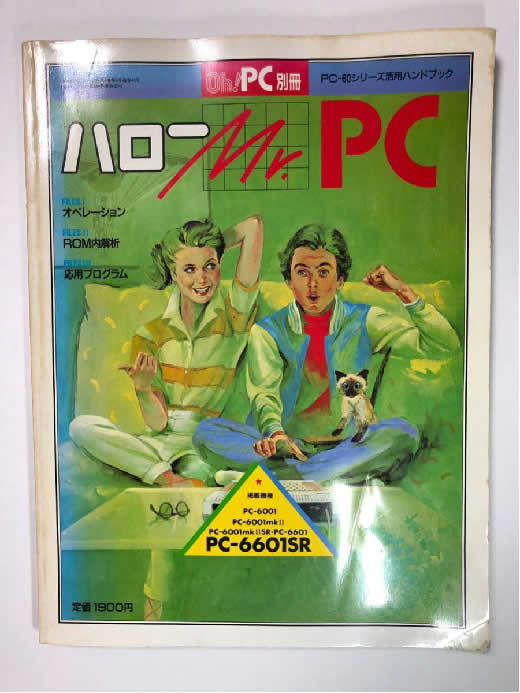 Oh!PC 別冊
PC-60シリーズ活用ハンドブック
ハローMr.PC
FILE I
オペレーション
FILE II
ROM内解析
FILE III
応用プログラム
★
掲載機種
PC-6001
PC-6001mkII
PC-6001mkIISR・PC-6601
PC-6601SR
定価1900円